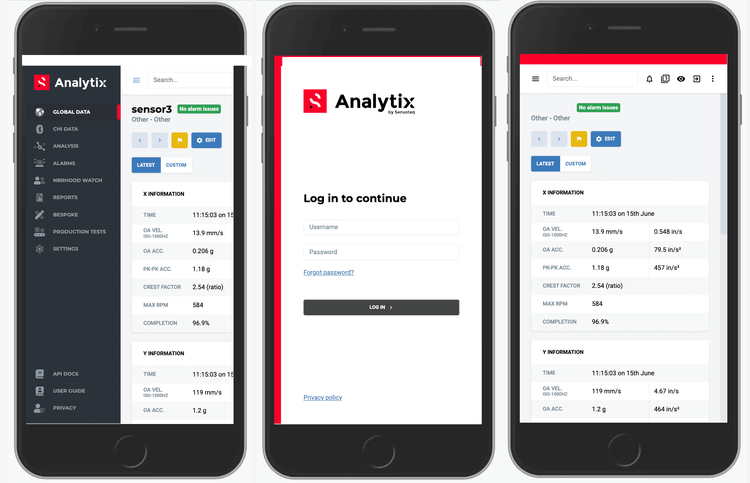 Analytix
Search...
GLOBAL DATA
CHI DATA
ANALYSIS
ALARMS
NBRHOOD WATCH
REPORTS
BESPOKE
PRODUCTION TESTS
SETTINGS
API DOCS
USER GUIDE
PRIVACY
sensor3 No alarm issues
Other - Other
EDIT
LATEST CUSTOM
X INFORMATION
TIME 11:15:03 on 15
OA VEL. 13.9 mm/s
ISO-1000HZ
OA ACC. 0.206 g
PK-PK ACC. 1.18 g
CREST FACTOR 2.54 (ratio)
MAX RPM 584
COMPLETION 96.9%
Y INFORMATION
TIME 11:15:03 on 15
OA VEL. 119 mm/s
ISO-1000HZ
OA ACC. 1.2 g
Analytix
by Sensoteq
Log in to continue
Username
Password
Forgot password?
LOG IN
Privacy policy
Search...
No alarm issues
Other - Other
EDIT
LATEST CUSTOM
X INFORMATION
TIME 11:15:03 on 15th June
OA VEL. 13.9 mm/s 0.548 in/s
ISO-1000HZ
OA ACC. 0.206 g 79.5 in/s²
PK-PK ACC. 1.18 g 457 in/s²
CREST FACTOR 2.54 (ratio)
MAX RPM 584
COMPLETION 96.9%
Y INFORMATION
TIME 11:15:03 on 15th June
OA VEL. 119 mm/s 4.67 in/s
ISO-1000HZ
OA ACC. 1.2 g 464 in/s²